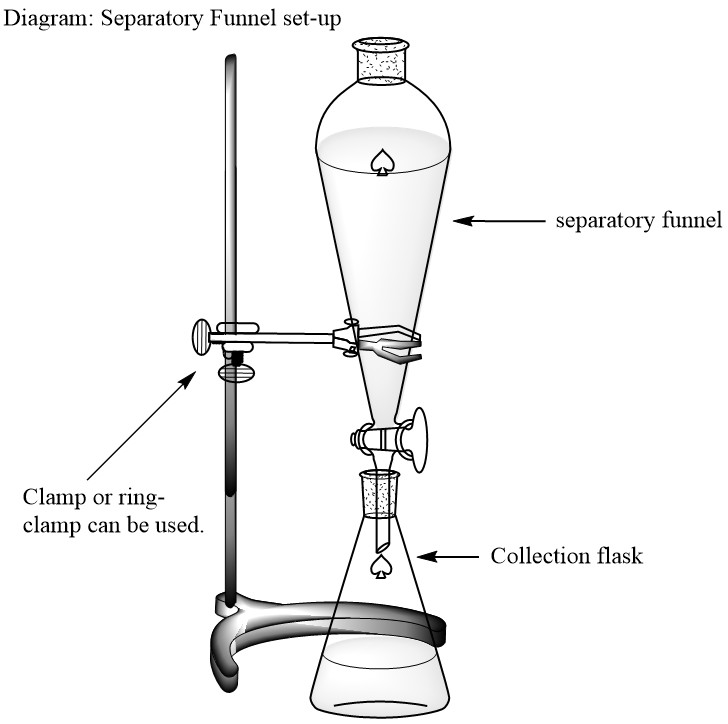 Diagram: Separatory Funnel set-up
separatory funnel
Clamp or ring-
clamp can be used.
Collection flask